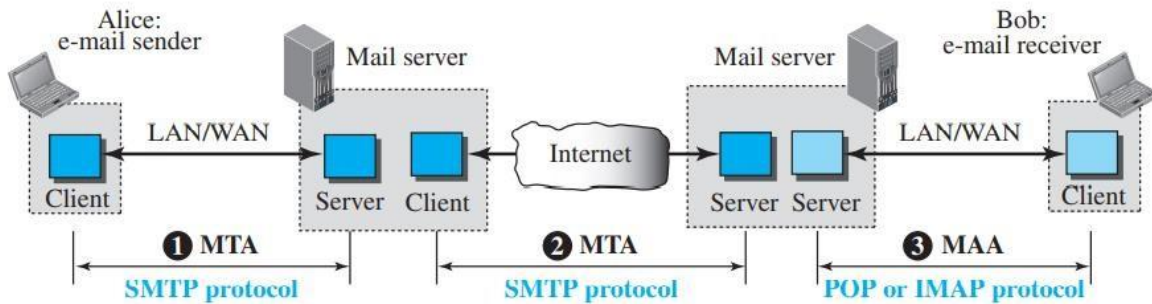 Alice:
e-mail sender
Bob:
e-mail receiver
Mail server
Mail server
LAN/WAN
Internet
LAN/WAN
Client
Server
Client
Server
Server
Client
1 MTA
2 MTA
3 MAA
SMTP protocol
SMTP protocol
POP or IMAP protocol